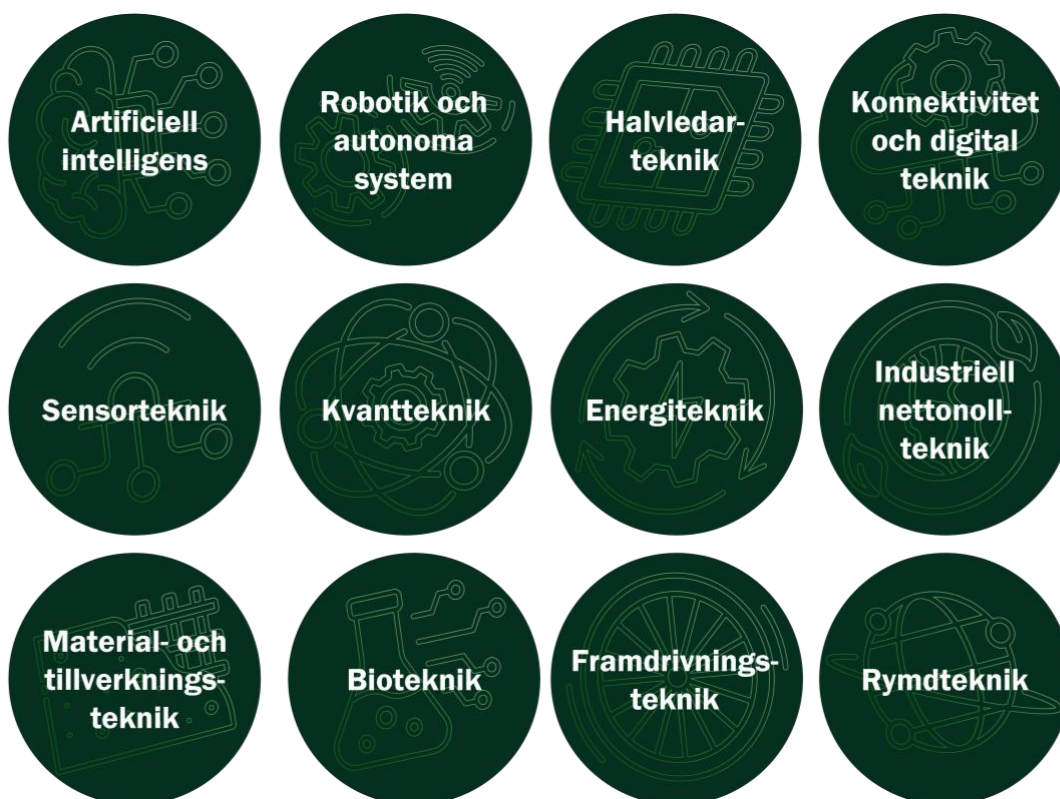 Artificiell
intelligens
Robotik och
autonoma
system
Halvledar-
teknik
Konnektivitet
och digital
teknik
Sensorteknik
Kvantteknik
Energiteknik
Industriell
nettonoll-
teknik
Material- och
tillverknings-
teknik
Bioteknik
Framdrivnings-
teknik
Rymdteknik